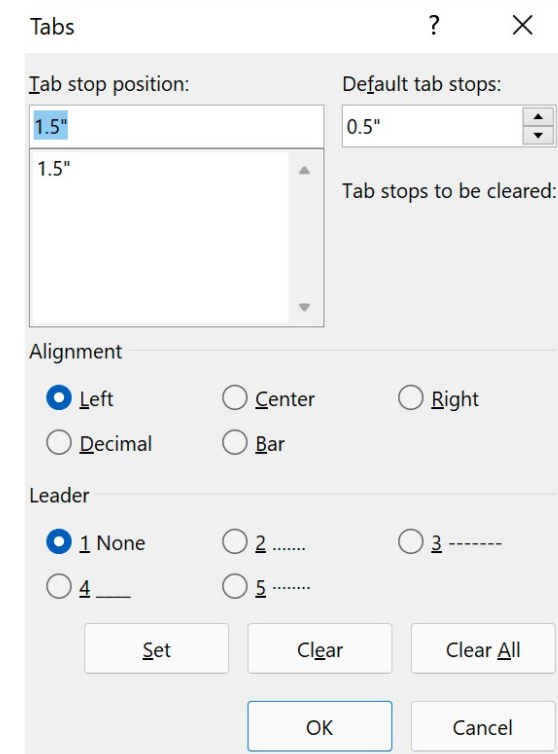 Tabs ?
Tab stop position: Default tab stops:
1.5" 0.5"
1.5"
Tab stops to be cleared:
Alignment
Left Center Right
Decimal Bar
Leader
1 None 2 ....... 3 -------
4 ____ 5 ········
Set Clear Clear All
OK Cancel